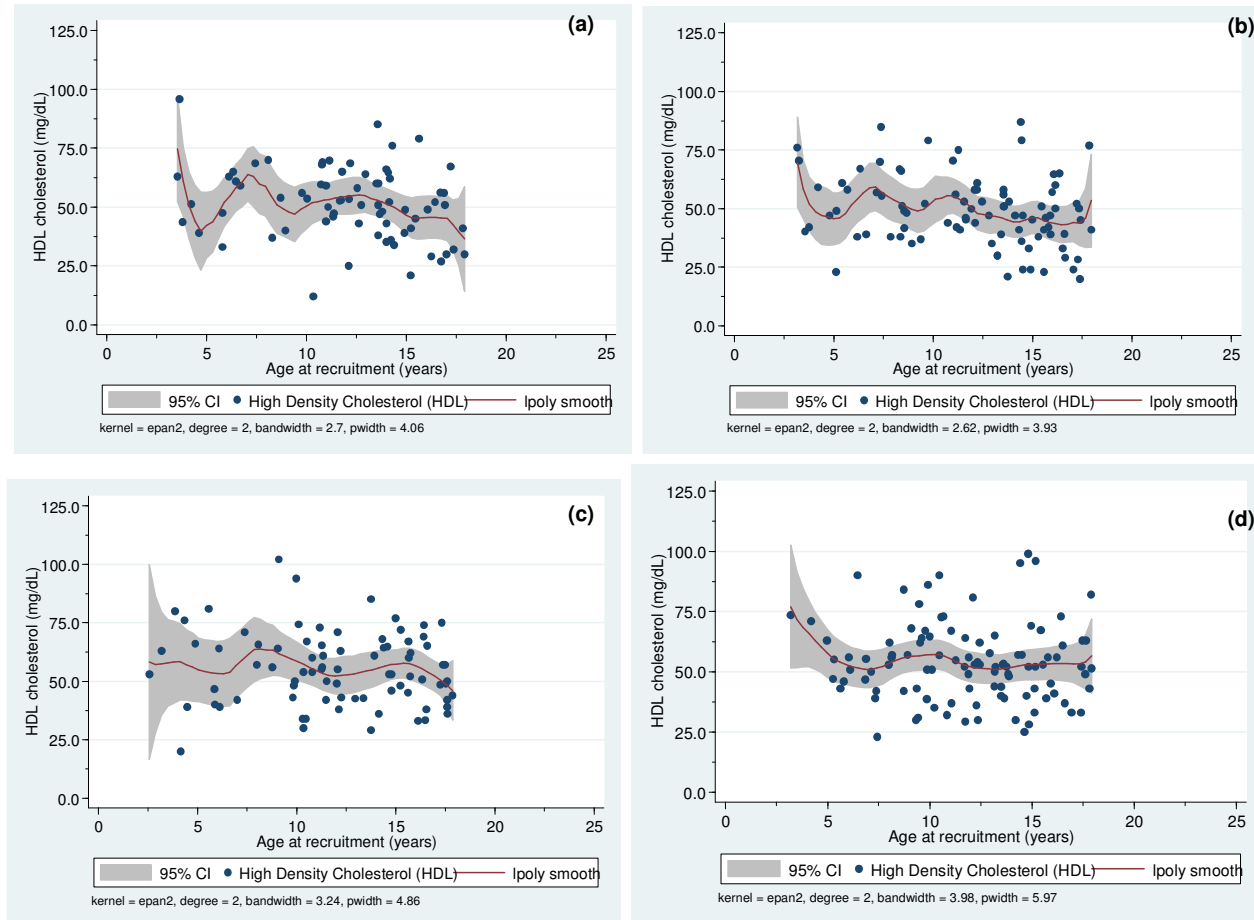 (a)
HDL cholesterol (mg/dL)
125.0
100.0
75.0
50.0
25.0
0.0
0 5 10 15 20 25
Age at recruitment (years)
95% CI High Density Cholesterol (HDL) lpoly smooth
kernel = epan2, degree = 2, bandwidth = 2.7, pwidth = 4.06
(b)
HDL cholesterol (mg/dL)
125.0
100.0
75.0
50.0
25.0
0.0
0 5 10 15 20 25
Age at recruitment (years)
95% CI High Density Cholesterol (HDL) lpoly smooth
kernel = epan2, degree = 2, bandwidth = 2.62, pwidth = 3.93
(c)
HDL cholesterol (mg/dL)
125.0
100.0
75.0
50.0
25.0
0.0
0 5 10 15 20 25
Age at recruitment (years)
95% CI High Density Cholesterol (HDL) lpoly smooth
kernel = epan2, degree = 2, bandwidth = 3.24, pwidth = 4.86
(d)
HDL cholesterol (mg/dL)
125.0
100.0
75.0
50.0
25.0
0.0
0 5 10 15 20 25
Age at recruitment (years)
95% CI High Density Cholesterol (HDL) lpoly smooth
kernel = epan2, degree = 2, bandwidth = 3.98, pwidth = 5.97